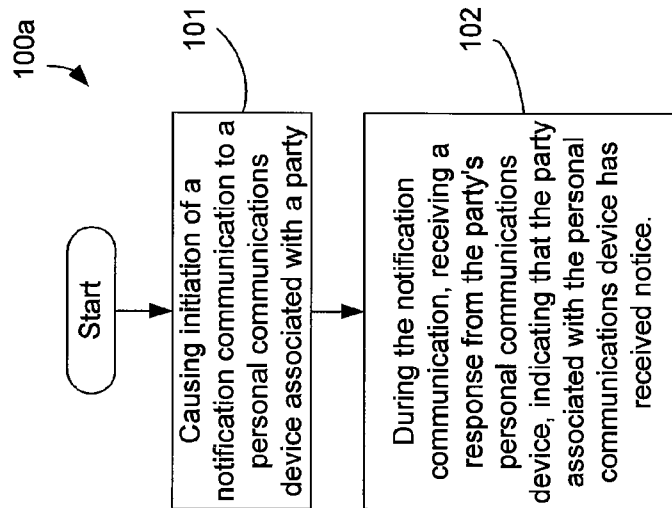 100a
Start
101
Causing initiation of a
notification communication to a
personal communications
device associated with a party
102
During the notification
communication, receiving a
response from the party's
personal communications
device, indicating that the party
associated with the personal
communications device has
received notice.